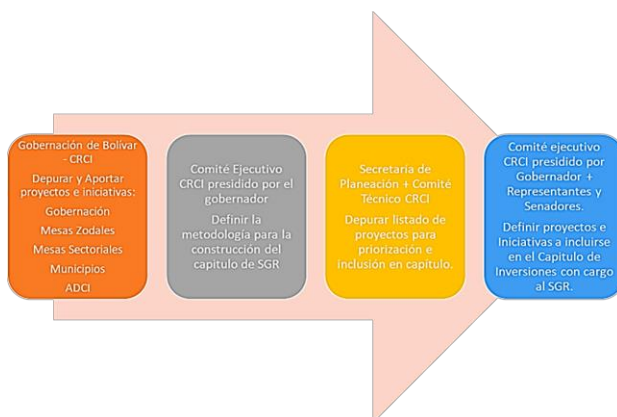 Gobernación de Bolívar
- CRCI
Depurar y Aportar
proyectos e iniciativas:
Gobernación
Mesas Zodales
Mesas Sectoriales
Municipios
ADCI
Comité Ejecutivo
CRCI presidido por el
gobernador
Definir la
metodología para la
construcción del
capitulo de SGR
Secretaria de
Planeación + Comité
Técnico CRCI
Depurar listado de
proyectos para
priorización e
inclusión en capítulo.
Comité ejecutivo
CRCI presidido por
Gobernador +
Representantes y
Senadores.
Definir proyectos e
Iniciativas a incluirse
en el Capitulo de
Inversiones con cargo
al SGR.